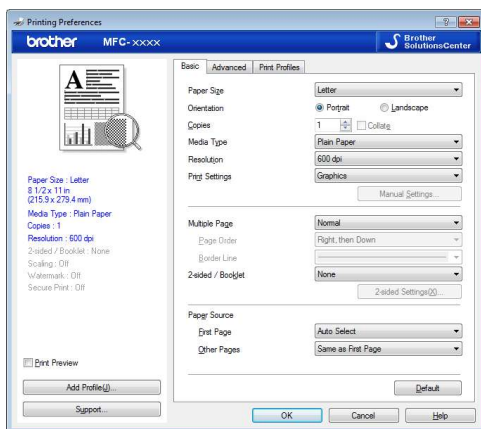 Printing Preferences
brother MFC-xxxx
Brother
SolutionsCenter
Basic Advanced Print Profiles
A
Paper Size Letter
Orientation Portrait Landscape
Copies 1 Collate
Media Type Plain Paper
Resolution 600 dpi
Print Settings Graphics
Manual Settings...
Paper Size : Letter
8 1/2 x 11 in
(215.9 x 279.4 mm)
Media Type : Plain Paper
Copies : 1
Resolution : 600 dpi
2-sided / Booklet : None
Scaling : Off
Watermark : Off
Secure Print : Off
Multiple Page Normal
Page Order Right, then Down
Border Line
2-sided / Booklet None
2-sided Settings(X)...
Paper Source
First Page Auto Select
Other Pages Same as First Page
Print Preview
Add Profile(J)...
Support...
Default
OK Cancel Help